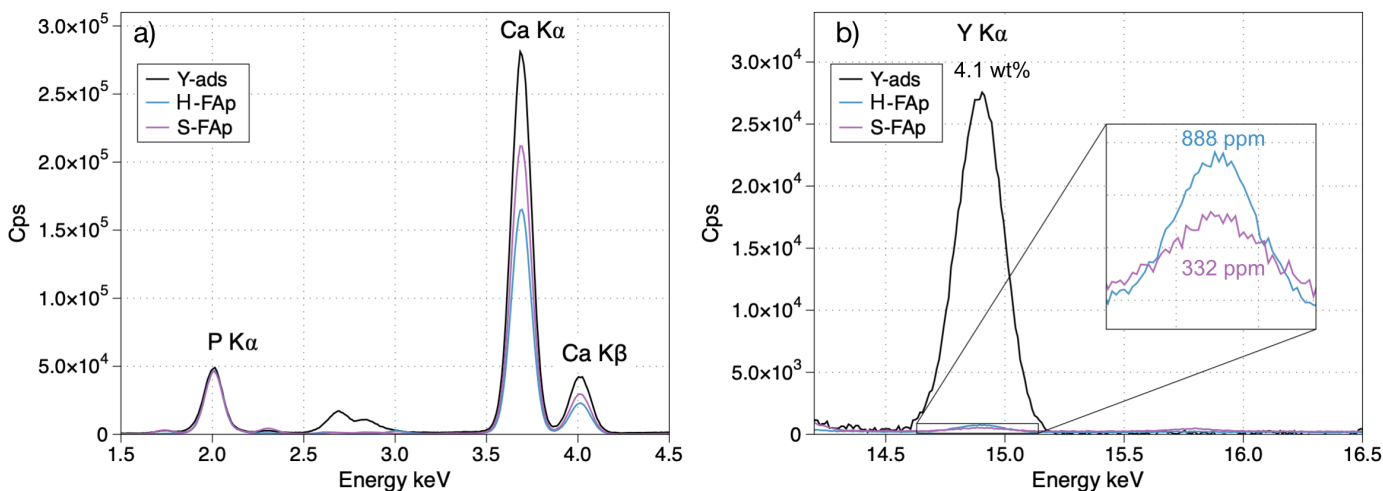 a)
Ca Kα
P Kα
Ca Kβ
Y-ads
H-FAp
S-FAp
3.0×10⁵
2.5×10⁵
2.0×10⁵
1.5×10⁵
1.0×10⁵
5.0×10⁴
0
Cps
1.5 2.0 2.5 3.0 3.5 4.0 4.5
Energy keV
b)
Y Kα
4.1 wt%
Y-ads
H-FAp
S-FAp
888 ppm
332 ppm
3.0×10⁴
2.5×10⁴
2.0×10⁴
1.5×10⁴
1.0×10⁴
5.0×10³
0
Cps
14.5 15.0 15.5 16.0 16.5
Energy keV